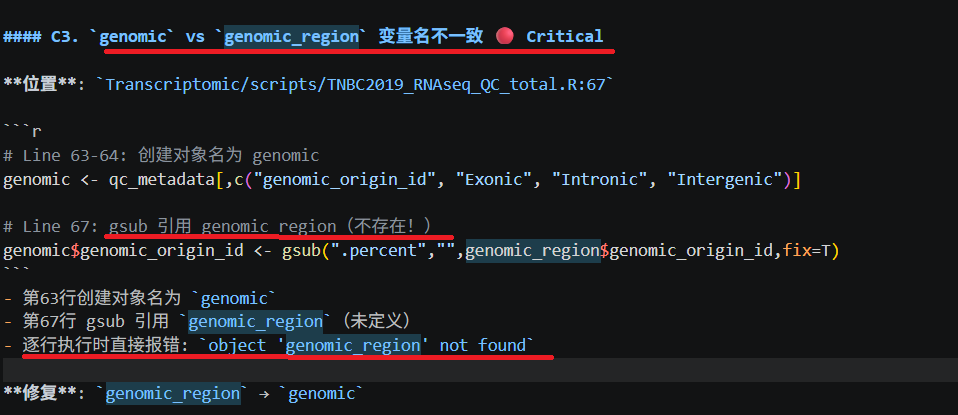 #### C3. `genomic` vs `genomic_region` 变量名不一致 🔴 Critical
**位置**: `Transcriptomic/scripts/TNBC2019_RNAseq_QC_total.R:67`
```r
# Line 63-64: 创建对象名为 genomic
genomic <- qc_metadata[,c("genomic_origin_id", "Exonic", "Intronic", "Intergenic")]
# Line 67: gsub 引用 genomic_region（不存在!）
genomic$genomic_origin_id <- gsub(".percent","",genomic_region$genomic_origin_id,fix=T)
```
- 第63行创建对象名为 `genomic`
- 第67行 gsub 引用 `genomic_region`（未定义）
- 逐行执行时直接报错: `object 'genomic_region' not found`
**修复**: `genomic_region` → `genomic`